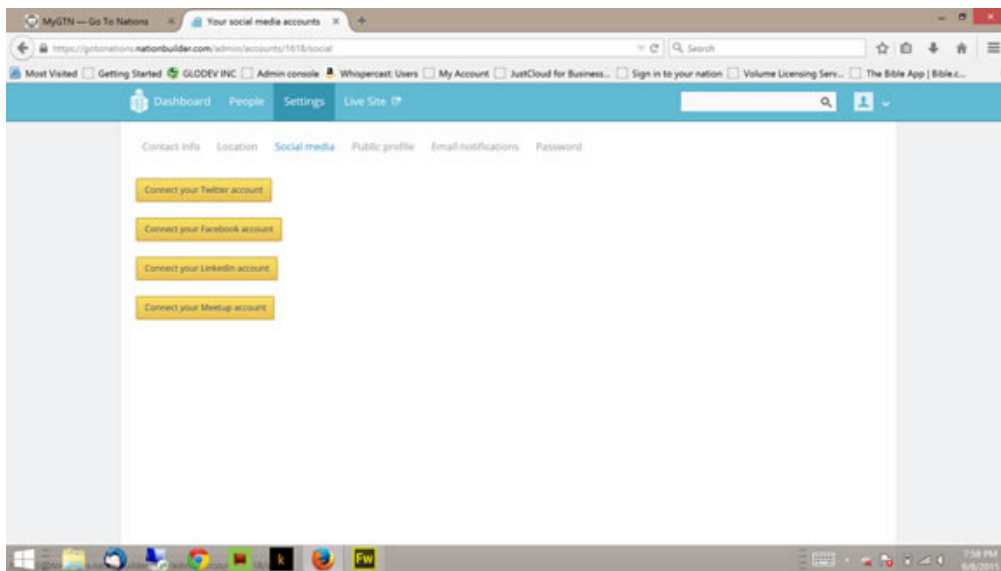 MyGTN — Go To Nations
Your social media accounts
https://gotonations.nationbuilder.com/admin/accounts/1618/social
Search
Most Visited Getting Started GLODEV INC Admin console Whispercast: Users My Account JustCloud for Business... Sign in to your nation Volume Licensing Serv... The Bible App | Bible.c...
Dashboard People Settings Live Site
Contact info Location Social media Public profile Email notifications Password
Connect your Twitter account
Connect your Facebook account
Connect your LinkedIn account
Connect your Meetup account
k Fw
7:58 PM
6/8/2015